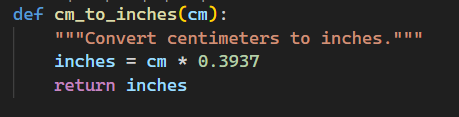 def cm_to_inches(cm):
    """Convert centimeters to inches."""
    inches = cm * 0.3937
    return inches